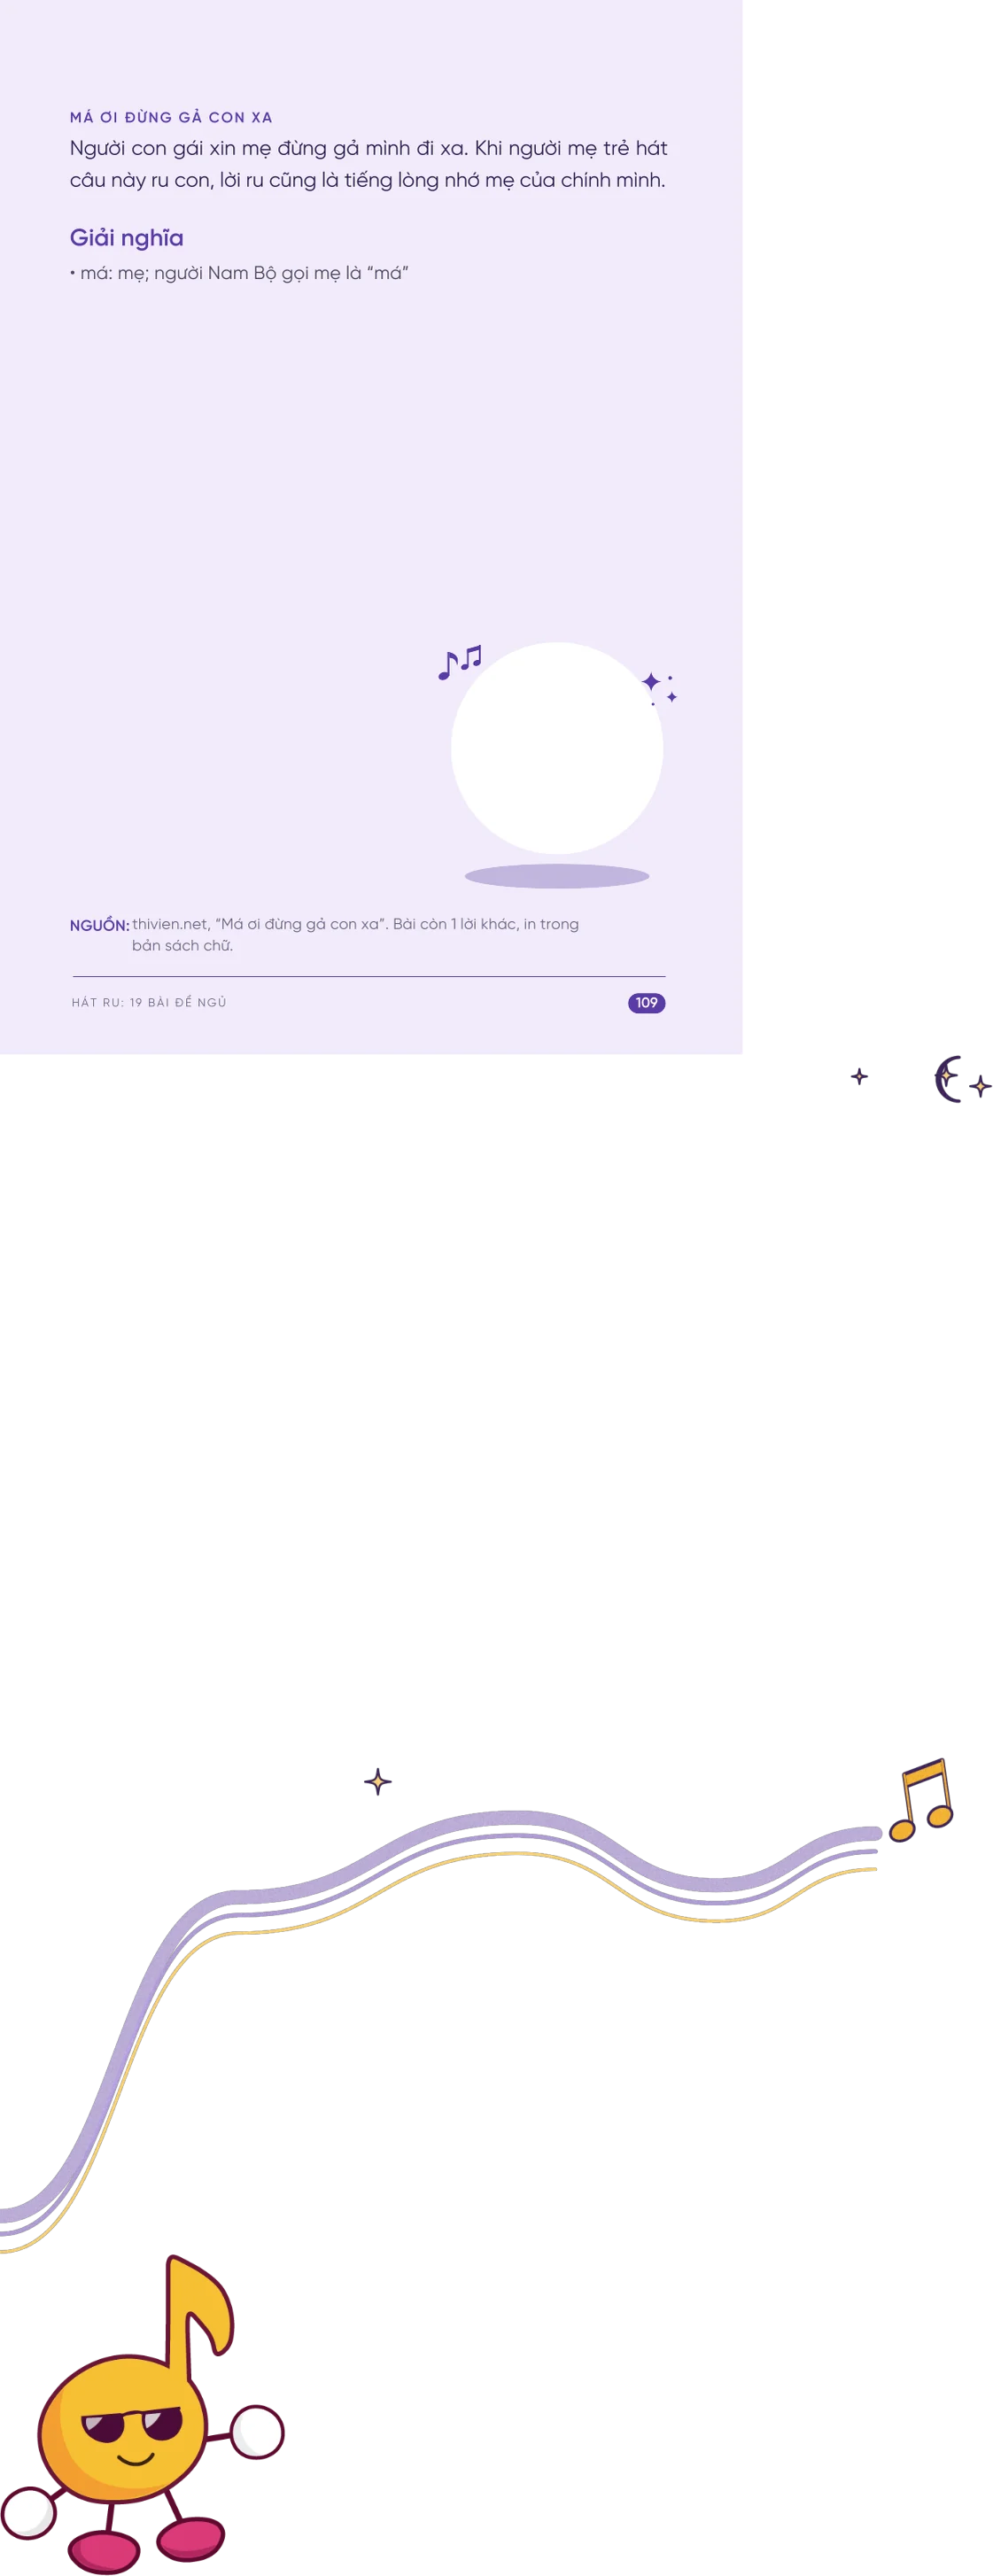 MÁ ƠI ĐỪNG GẢ CON XA
Người con gái xin mẹ đừng gả mình đi xa. Khi người mẹ trẻ hát
câu này ru con, lời ru cũng là tiếng lòng nhớ mẹ của chính mình.
Giải nghĩa
• má: mẹ; người Nam Bộ gọi mẹ là “má”
NGUỒN: thivien.net, “Má ơi đừng gả con xa”. Bài còn 1 lời khác, in trong
bản sách chữ.
HÁT RU: 19 BÀI ĐỂ NGỦ
109